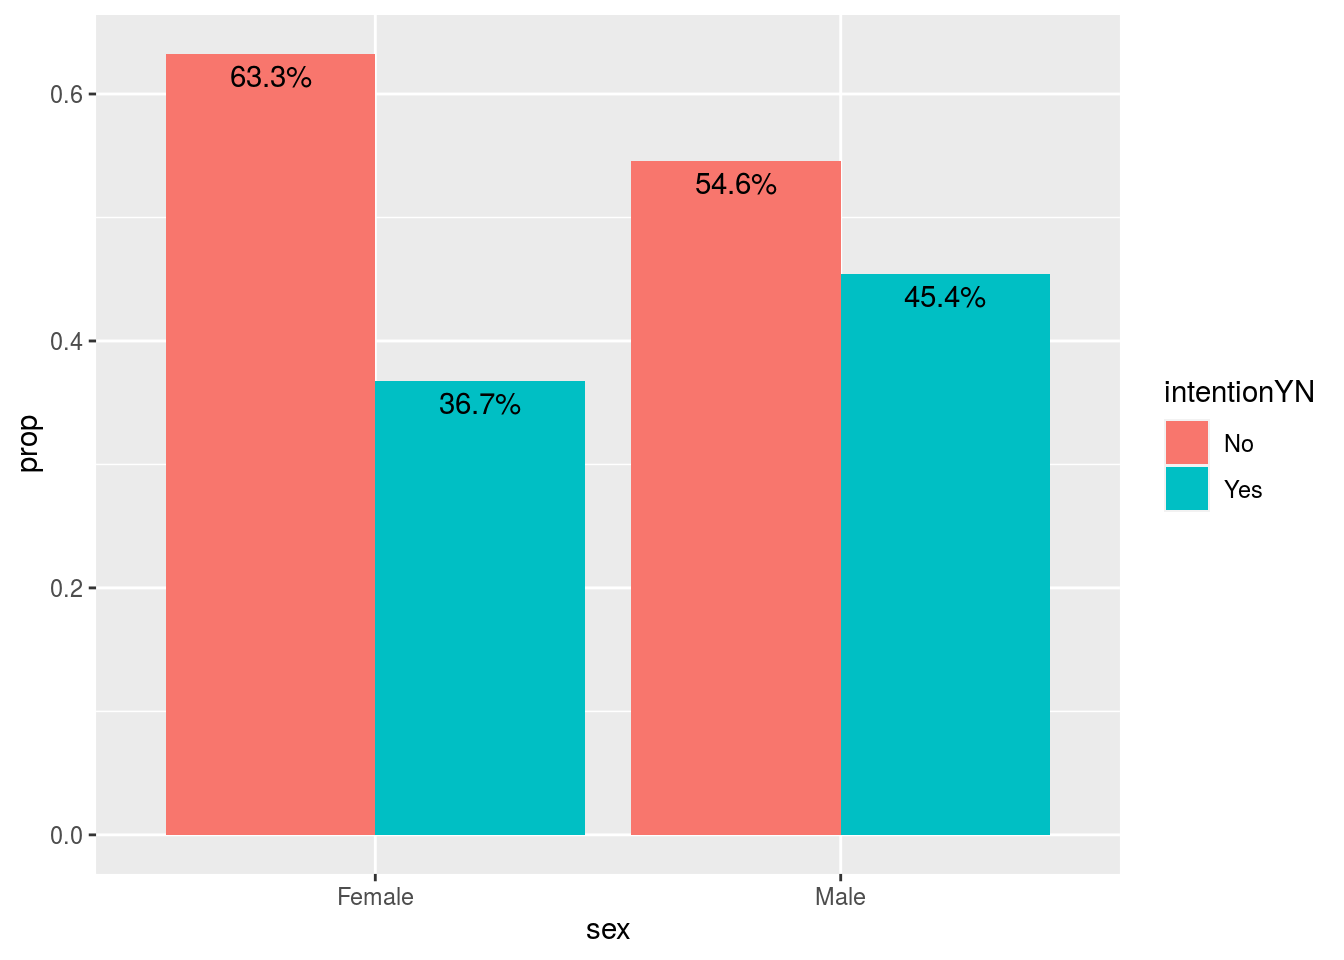 63.3%
54.6%
45.4%
36.7%
0.6
0.4
0.2
0.0
prop
Female
Male
sex
intentionYN
No
Yes